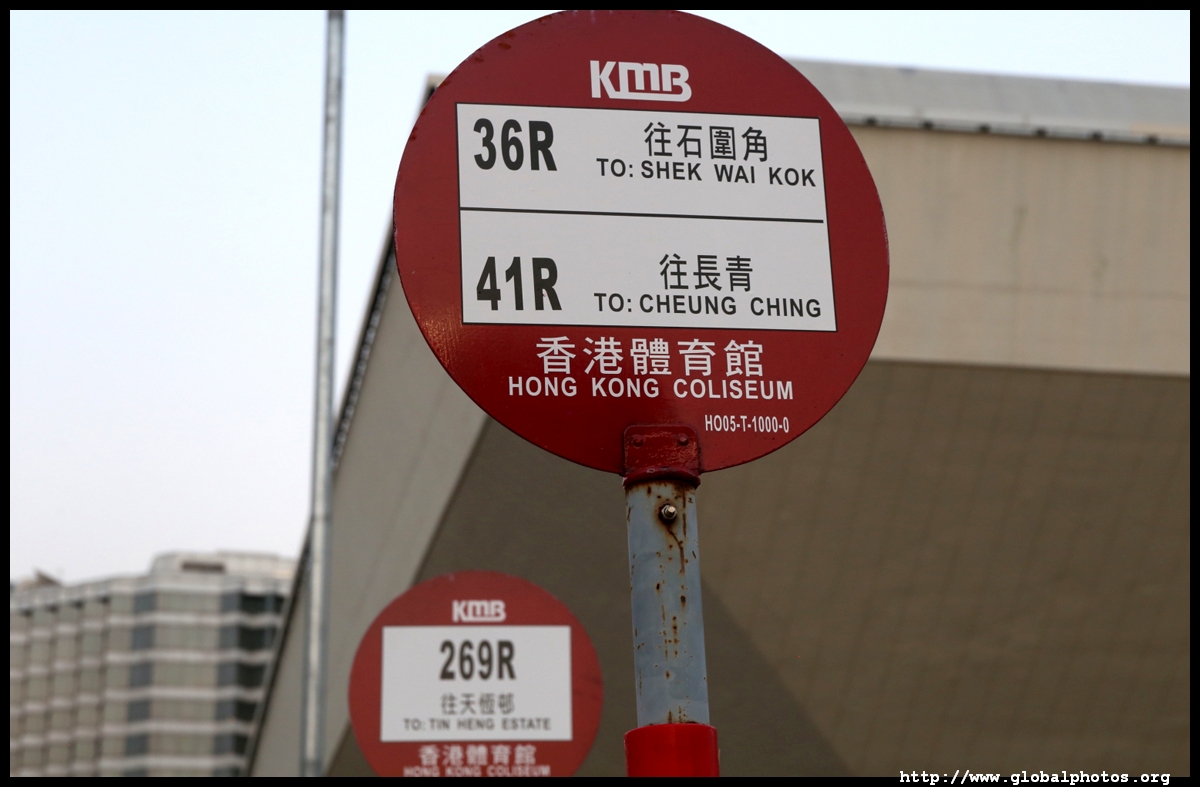 KMB
36R 往石圍角
TO: SHEK WAI KOK
41R 往長青
TO: CHEUNG CHING
香港體育館
HONG KONG COLISEUM
HO05-T-1000-0
KMB
269R
往天恆邨
TO: TIN HENG ESTATE
香港體育館
HONG KONG COLISEUM
http://www.globalphotos.org